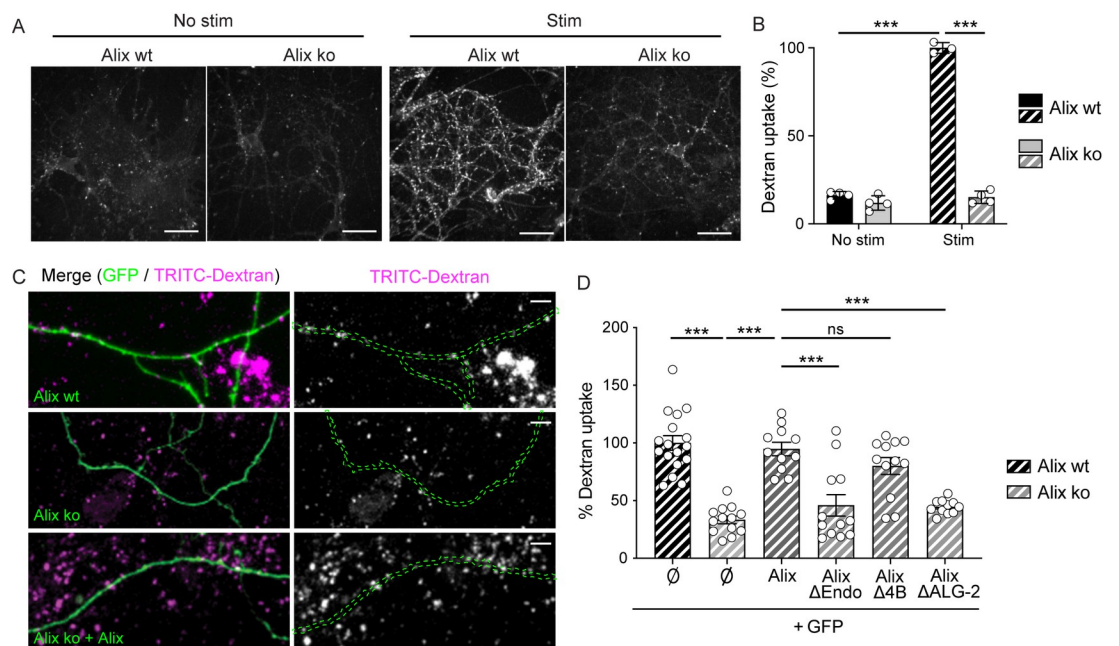 A
No stim
Stim
Alix wt
Alix ko
Alix wt
Alix ko
B
Dextran uptake (%)
100
50
0
***
***
No stim
Stim
Alix wt
Alix ko
C
Merge (GFP / TRITC-Dextran)
TRITC-Dextran
Alix wt
Alix ko
Alix ko + Alix
D
% Dextran uptake
200
150
100
50
0
***
ns
***
***
***
Ø
Ø
Alix
Alix
ΔEndo
Alix
Δ4B
Alix
ΔALG-2
+ GFP
Alix wt
Alix ko